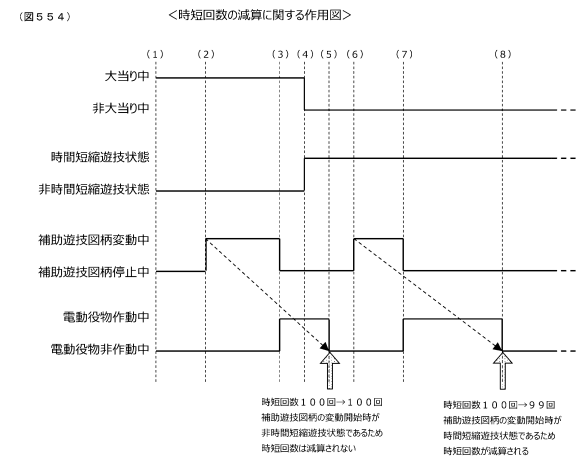 （図５５４）
＜時短回数の減算に関する作用図＞
（1） （2） （3） （4） （5） （6） （7） （8）
大当り中
非大当り中
時間短縮遊技状態
非時間短縮遊技状態
補助遊技図柄変動中
補助遊技図柄停止中
電動役物作動中
電動役物非作動中
時短回数１００回→１００回
補助遊技図柄の変動開始時が
非時間短縮遊技状態であるため
時短回数は減算されない
時短回数１００回→９９回
補助遊技図柄の変動開始時が
時間短縮遊技状態であるため
時短回数が減算される